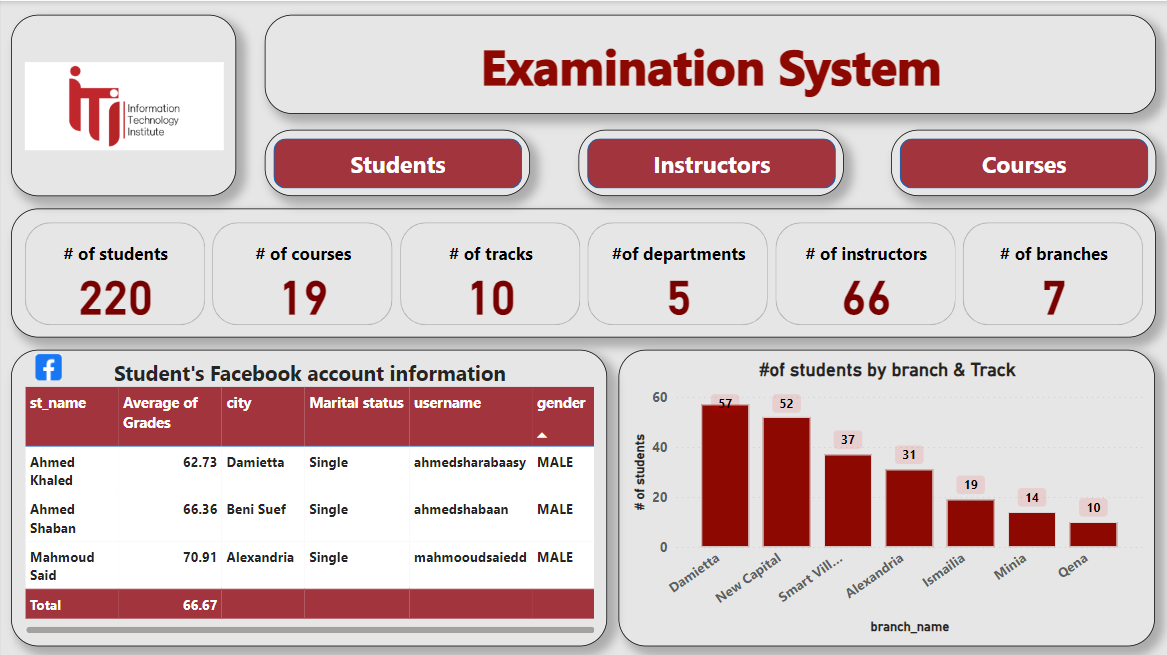 iTi
Information
Technology
Institute
Examination System
Students
Instructors
Courses
# of students
220
# of courses
19
# of tracks
10
#of departments
5
# of instructors
66
# of branches
7
Student's Facebook account information
st_name Average of Grades city Marital status username gender
Ahmed Khaled 62.73 Damietta Single ahmedsharabaasy MALE
Ahmed Shaban 66.36 Beni Suef Single ahmedshabaan MALE
Mahmoud Said 70.91 Alexandria Single mahmooudsaiedd MALE
Total 66.67
#of students by branch & Track
# of students
60
40
20
0
57
52
37
31
19
14
10
Damietta
New Capital
Smart Vill...
Alexandria
Ismailia
Minia
Qena
branch_name